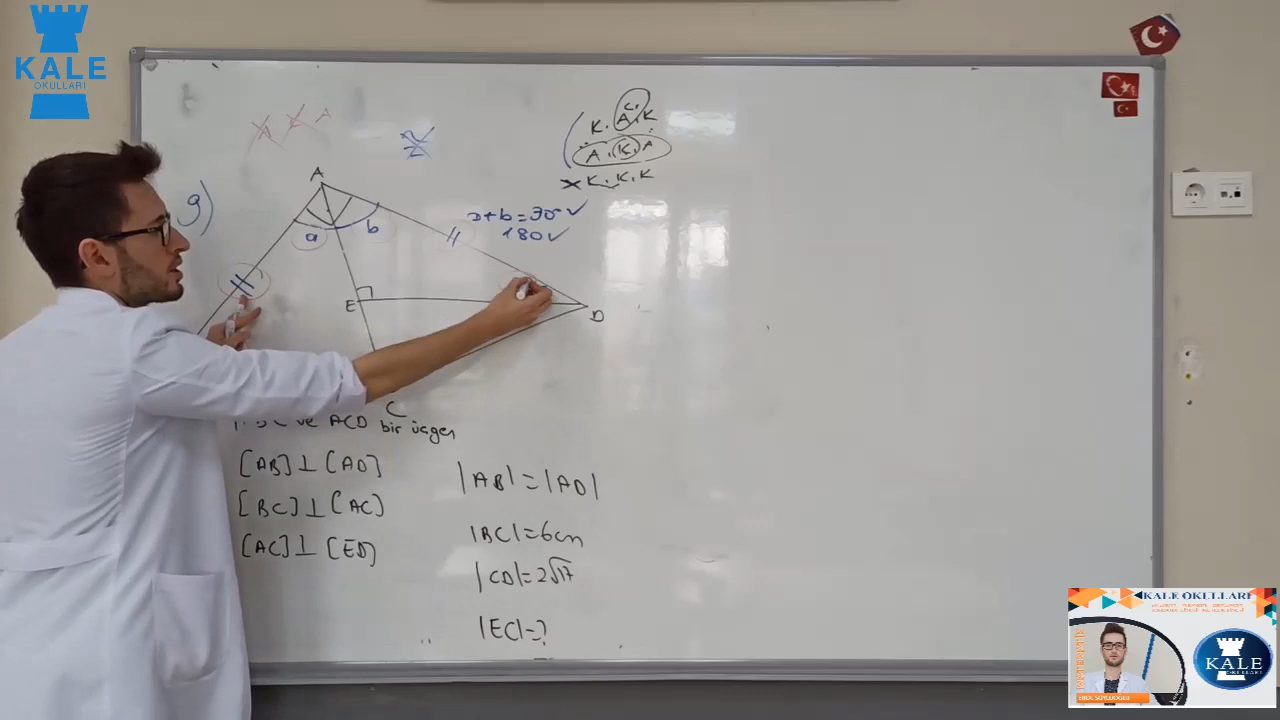 KALE
OKULLARI
K.
K. A. K
A. K. A
K. K. K
9)
A
a
b
a+b=90
180
E
D
C
ve ACD bir üçgen
[AB] ⊥ [AD]
[BC] ⊥ [AC]
[AC] ⊥ [ED]
|AB| = |AD|
|BC| = 6cm
|CD| = 2√17
|EC| = ?
KALE OKULLARI
KALE
OKULLARI